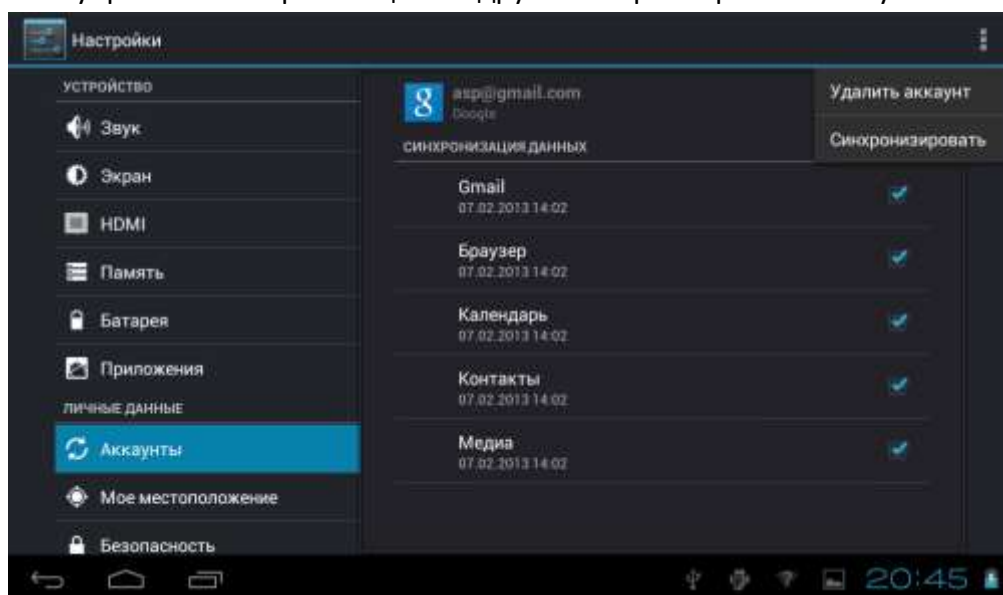 Настройки
УСТРОЙСТВО
Звук
Экран
HDMI
Память
Батарея
Приложения
ЛИЧНЫЕ ДАННЫЕ
Аккаунты
Мое местоположение
Безопасность
asp@gmail.com
Google
СИНХРОНИЗАЦИЯ ДАННЫХ
Gmail
07.02.2013 14:02
Браузер
07.02.2013 14:02
Календарь
07.02.2013 14:02
Контакты
07.02.2013 14:02
Медиа
07.02.2013 14:02
Удалить аккаунт
Синхронизировать
20:45